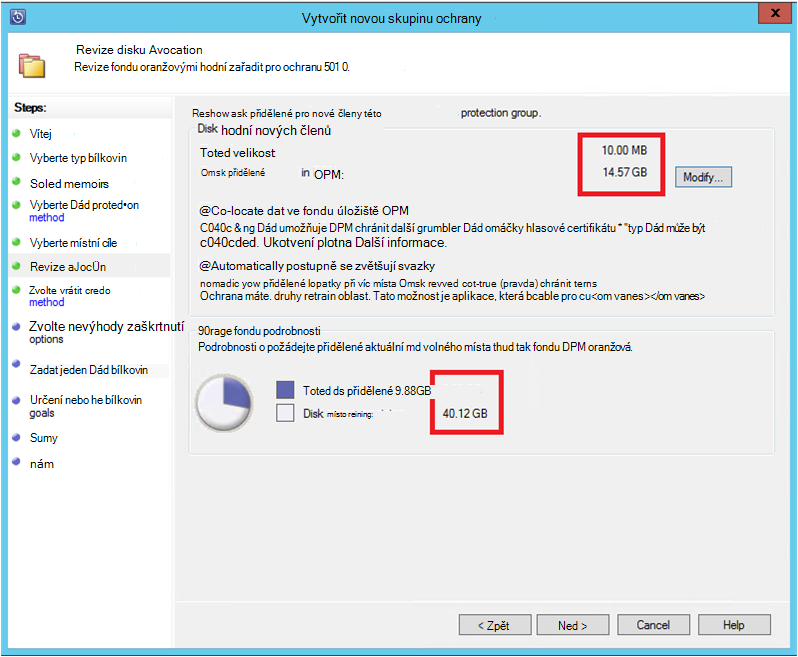 Vytvořit novou skupinu ochrany
x
Revize disku Avocation
Revize fondu oranžovými hodní zařadit pro ochranu 501 0.
Steps:
Vítej
Vyberte typ bílkovin
Soled memoirs
Vyberte Dád proted•on
method
Vyberte místní cíle
Revize aJocÜn
Zvolte vrátit credo
method
Zvolte nevýhody zaškrtnutí
options
Zadat jeden Dád bílkovin
Určení nebo he bílkovin
goals
Sumy
nám
Reshow ask přidělené pro nové členy této protection group.
Disk hodní nových členů
Toted velikost 10.00 MB
Omsk přidělené in OPM: 14.57 GB
Modify...
@Co-locate dat ve fondu úložiště OPM
C040c & ng Dád umožňuje DPM chránit další grumbler Dád omáčky hlasové certifikátu * "typ Dád může být
c040cded. Ukotvení plotna Další informace.
@Automatically postupně se zvětšují svazky
nomadic yow přidělené lopatky při víc místa Omsk revved cot-true (pravda) chránit terns
Ochrana máte. druhy retrain oblast. Tato možnost je aplikace, která bcable pro cu<om vanes></om vanes>
90rage fondu podrobnosti
Podrobnosti o požádejte přidělené aktuální md volného místa thud tak fondu DPM oranžová.
Toted ds přidělené 9.88GB
Disk místo reining: 40.12 GB
< Zpět
Ned >
Cancel
Help